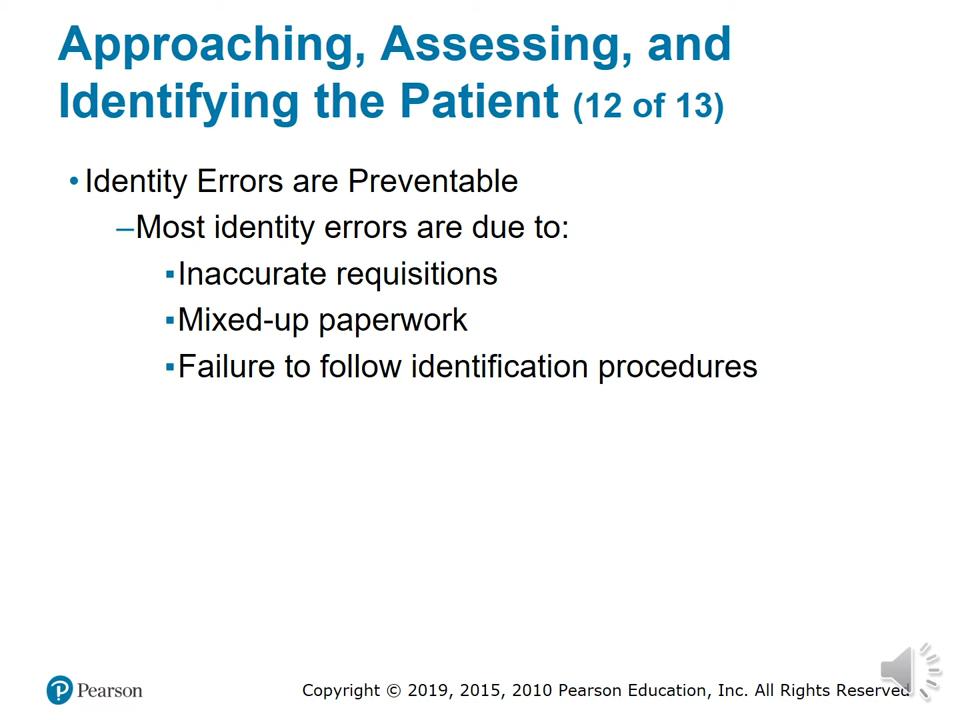 Approaching, Assessing, and
Identifying the Patient (12 of 13)
• Identity Errors are Preventable
–Most identity errors are due to:
▪Inaccurate requisitions
▪Mixed-up paperwork
▪Failure to follow identification procedures
Pearson
Copyright © 2019, 2015, 2010 Pearson Education, Inc. All Rights Reserved